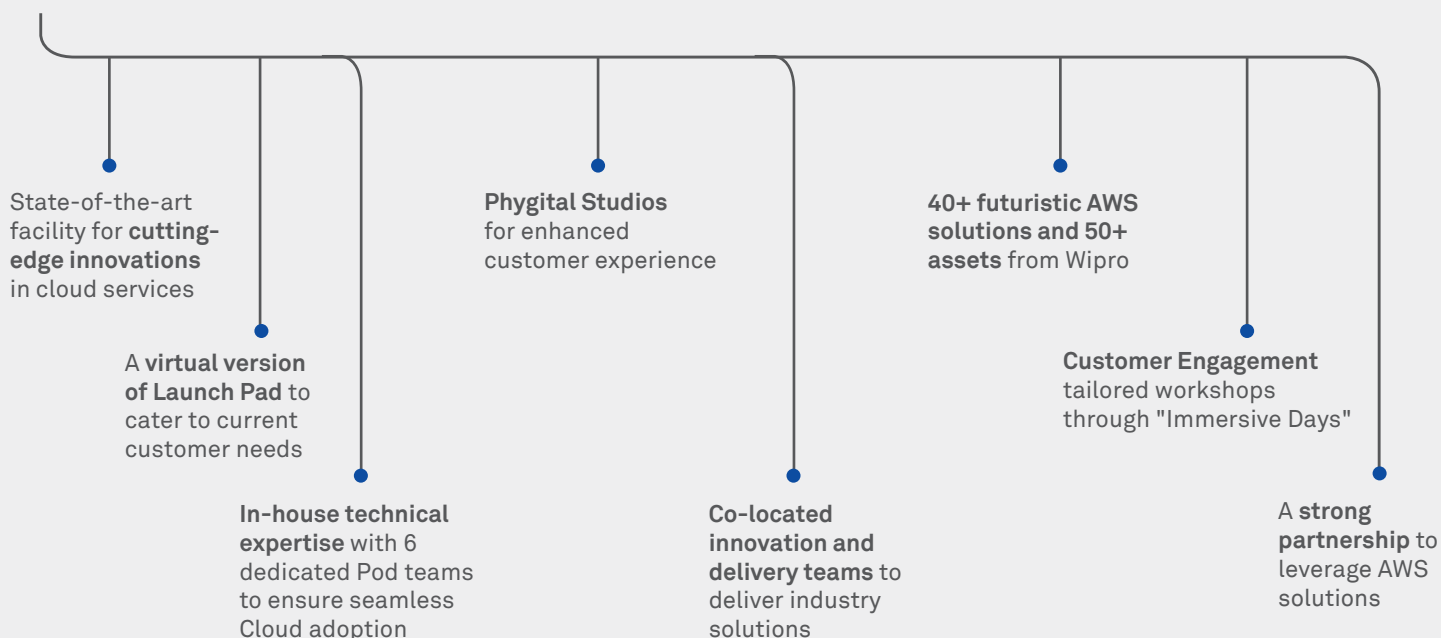 State-of-the-art
facility for cutting-
edge innovations
in cloud services
A virtual version
of Launch Pad to
cater to current
customer needs
In-house technical
expertise with 6
dedicated Pod teams
to ensure seamless
Cloud adoption
Phygital Studios
for enhanced
customer experience
Co-located
innovation and
delivery teams to
deliver industry
solutions
40+ futuristic AWS
solutions and 50+
assets from Wipro
Customer Engagement
tailored workshops
through "Immersive Days"
A strong
partnership to
leverage AWS
solutions